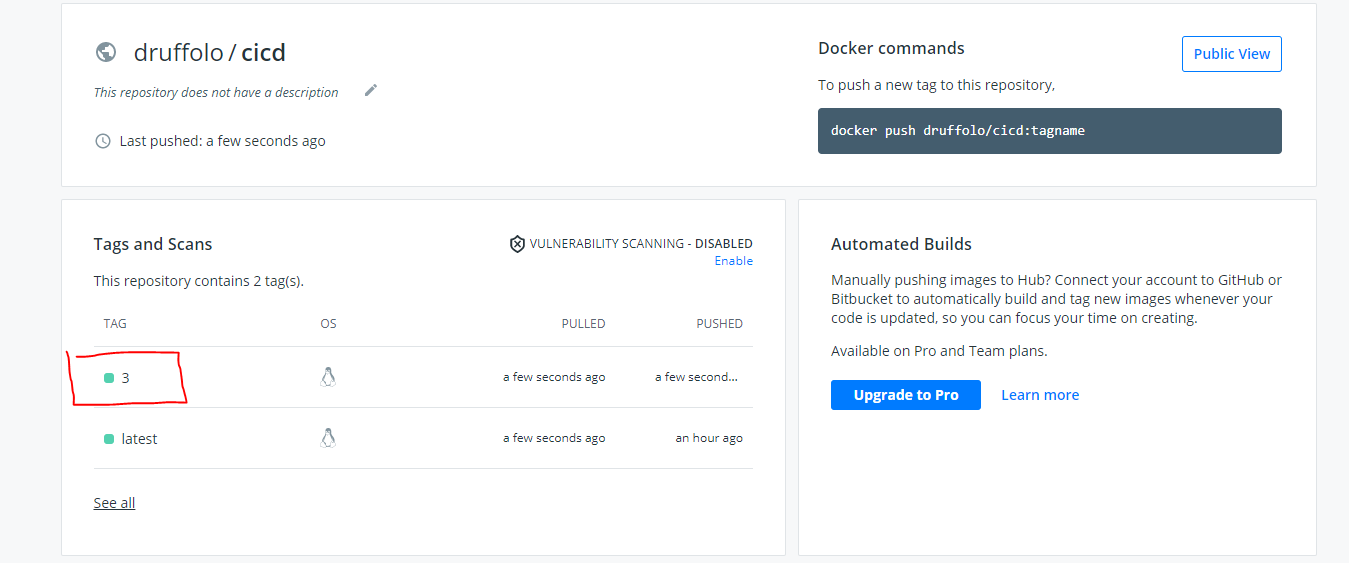 druffolo / cicd
This repository does not have a description
Last pushed: a few seconds ago
Docker commands
Public View
To push a new tag to this repository,
docker push druffolo/cicd:tagname
Tags and Scans
VULNERABILITY SCANNING - DISABLED
Enable
This repository contains 2 tag(s).
TAG OS PULLED PUSHED
3 a few seconds ago a few second...
latest a few seconds ago an hour ago
See all
Automated Builds
Manually pushing images to Hub? Connect your account to GitHub or
Bitbucket to automatically build and tag new images whenever your
code is updated, so you can focus your time on creating.
Available on Pro and Team plans.
Upgrade to Pro Learn more